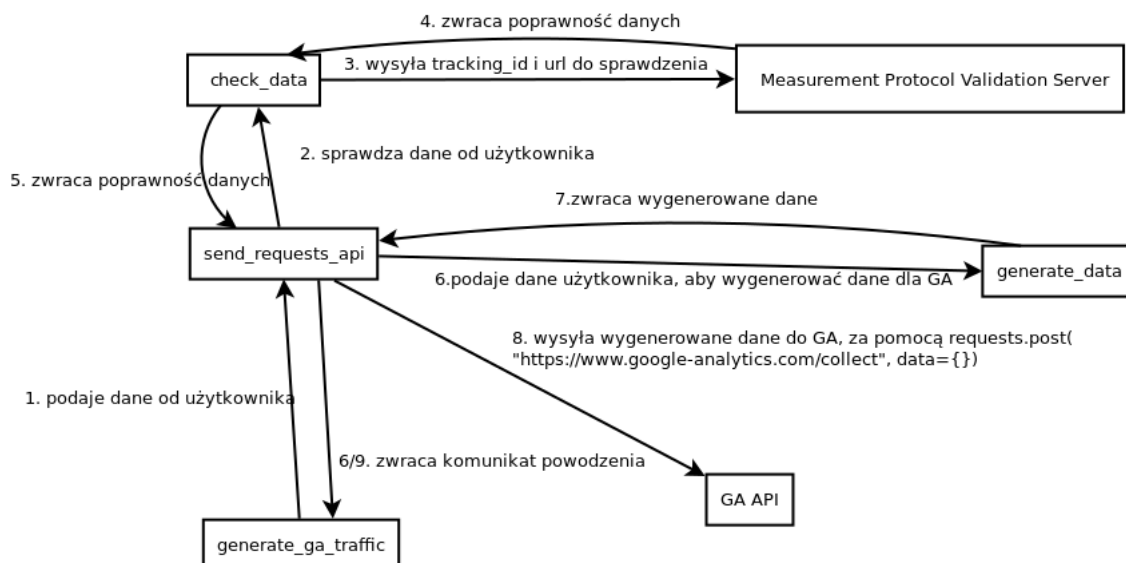 4. zwraca poprawność danych
3. wysyła tracking_id i url do sprawdzenia
check_data
Measurement Protocol Validation Server
2. sprawdza dane od użytkownika
5. zwraca poprawność danych
7.zwraca wygenerowane dane
send_requests_api
generate_data
6.podaje dane użytkownika, aby wygenerować dane dla GA
8. wysyła wygenerowane dane do GA, za pomocą requests.post(
"https://www.google-analytics.com/collect", data={})
1. podaje dane od użytkownika
6/9. zwraca komunikat powodzenia
GA API
generate_ga_traffic